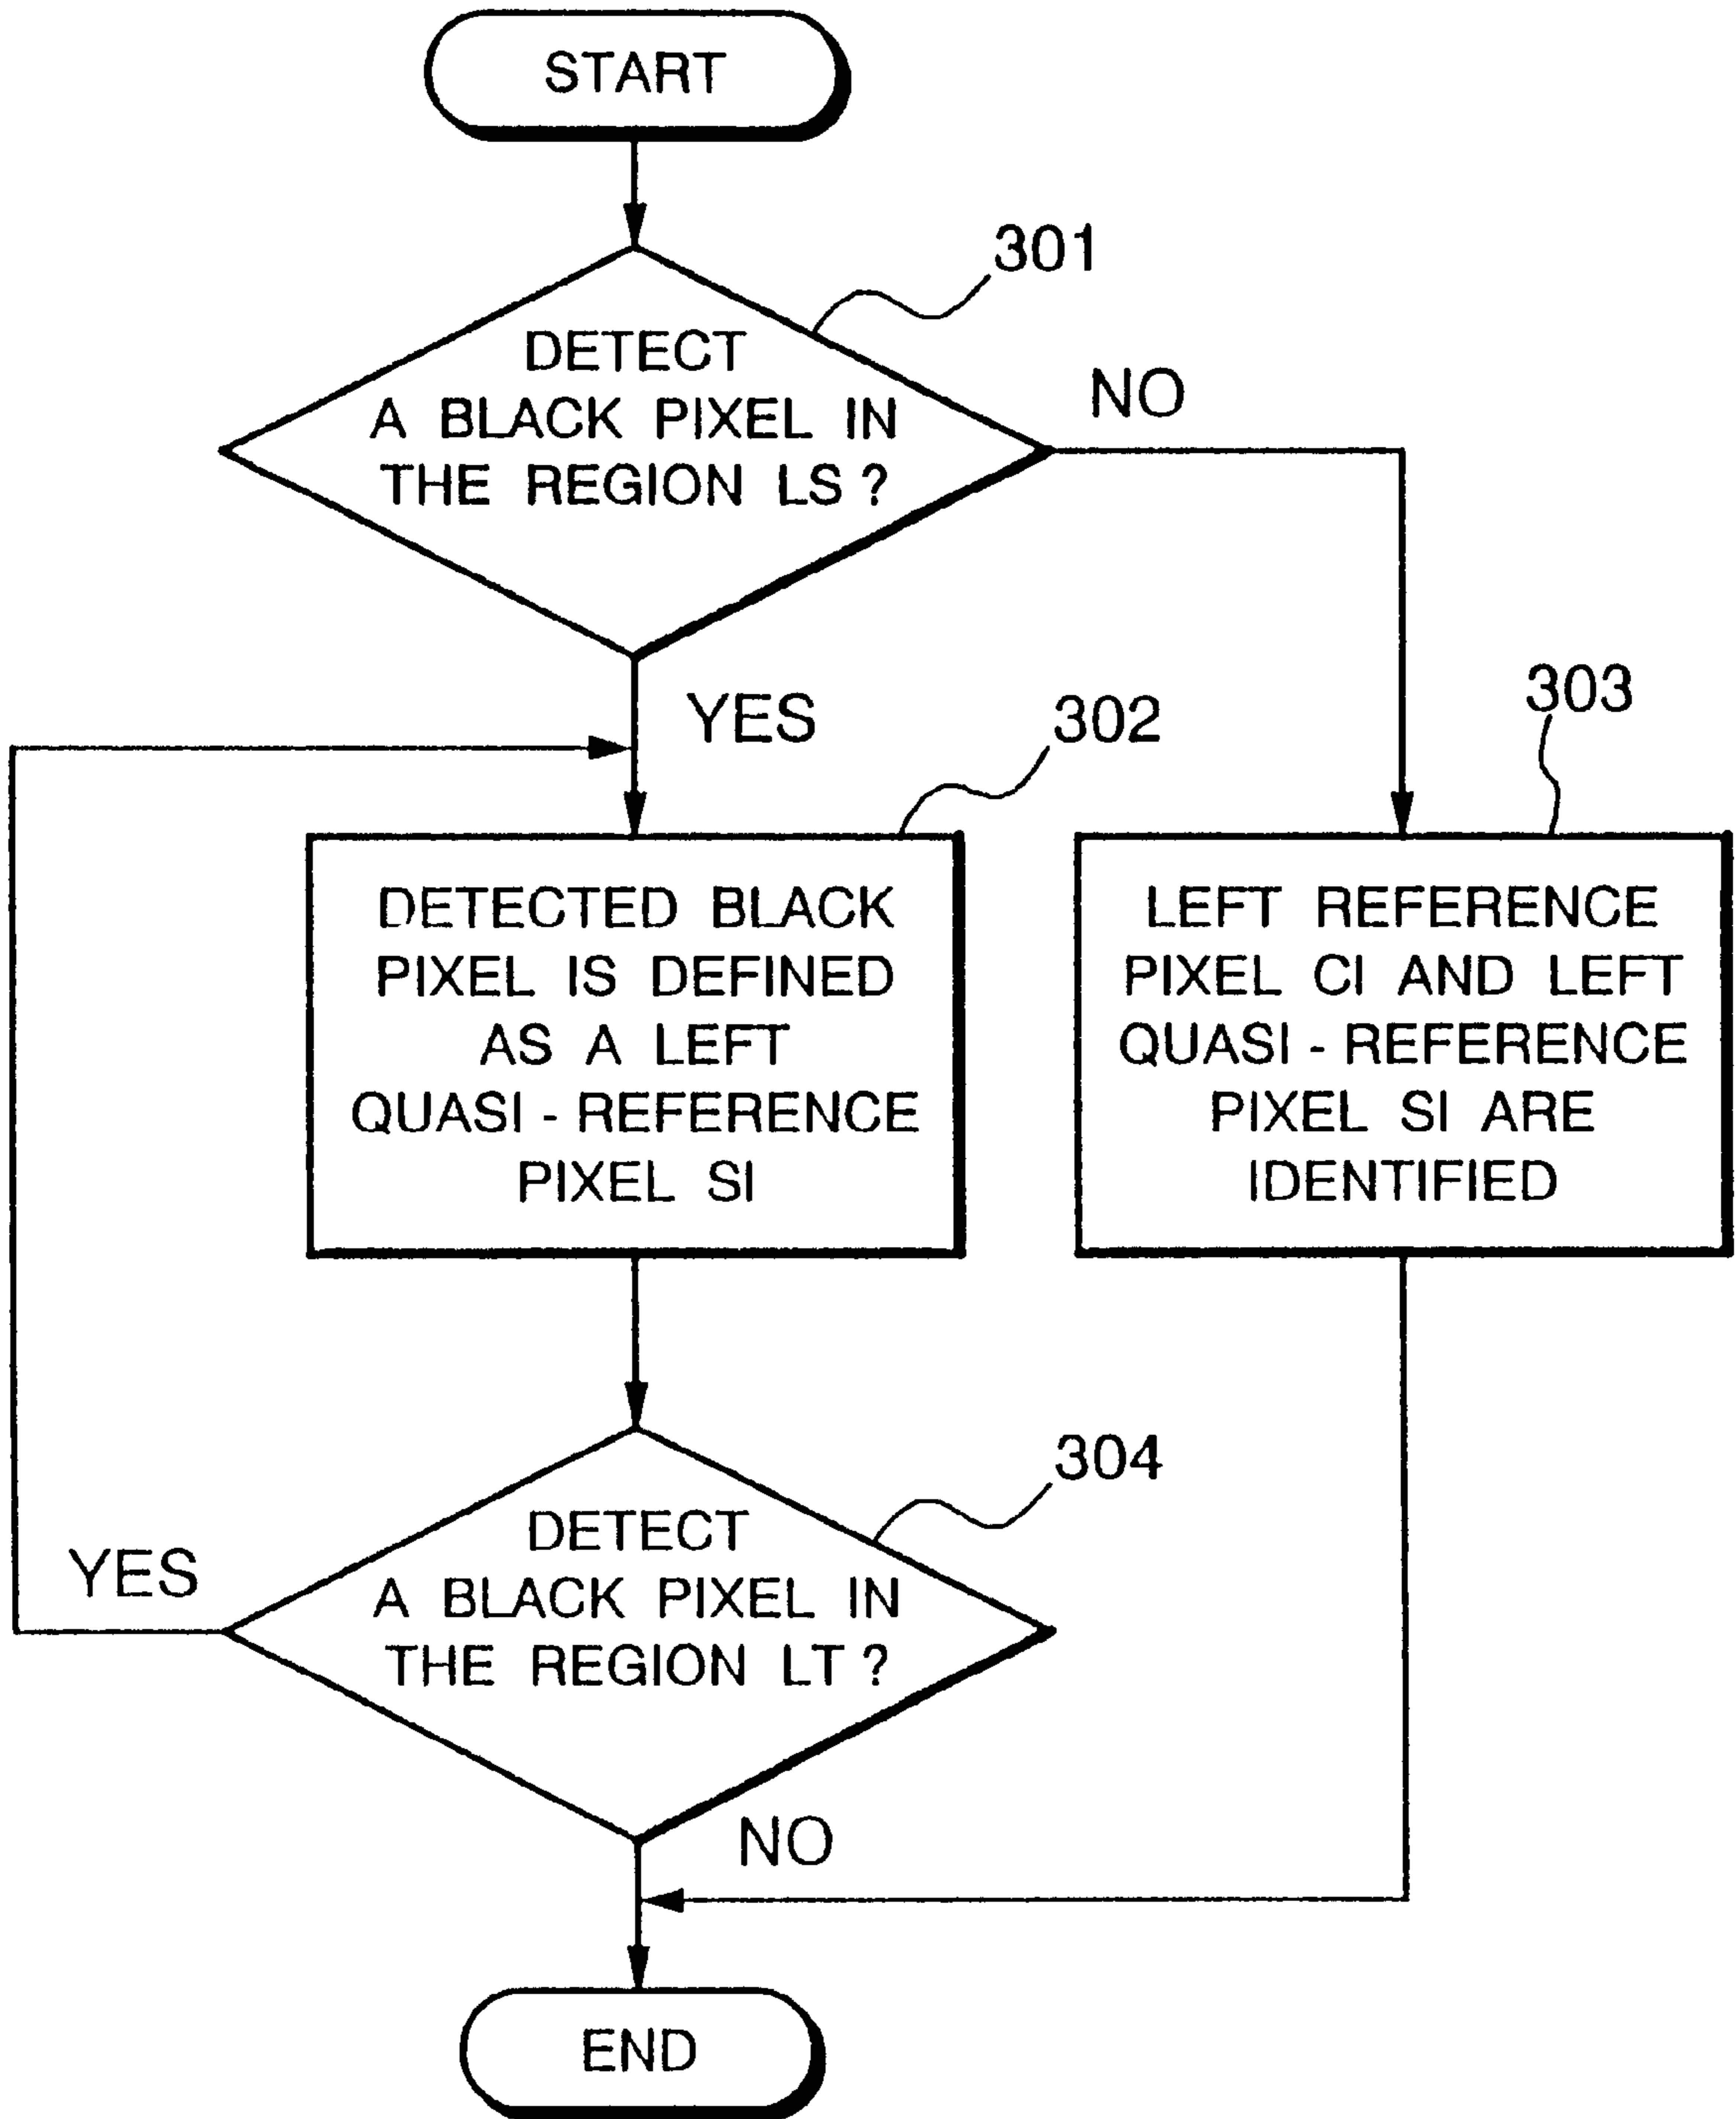 START
301
DETECT
A BLACK PIXEL IN
THE REGION LS ?
NO
YES
302
303
DETECTED BLACK
PIXEL IS DEFINED
AS A LEFT
QUASI - REFERENCE
PIXEL SI
LEFT REFERENCE
PIXEL CI AND LEFT
QUASI - REFERENCE
PIXEL SI ARE
IDENTIFIED
304
DETECT
A BLACK PIXEL IN
THE REGION LT ?
YES
NO
END